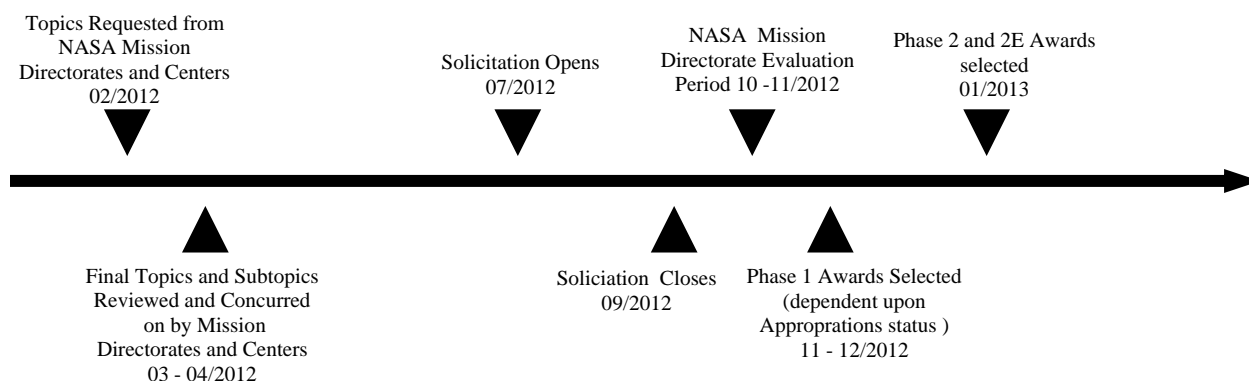 Topics Requested from
NASA Mission
Directorates and Centers
02/2012
Solicitation Opens
07/2012
NASA Mission
Directorate Evaluation
Period 10 -11/2012
Phase 2 and 2E Awards
selected
01/2013
Final Topics and Subtopics
Reviewed and Concurred
on by Mission
Directorates and Centers
03 - 04/2012
Soliciation Closes
09/2012
Phase 1 Awards Selected
(dependent upon
Approprations status )
11 - 12/2012